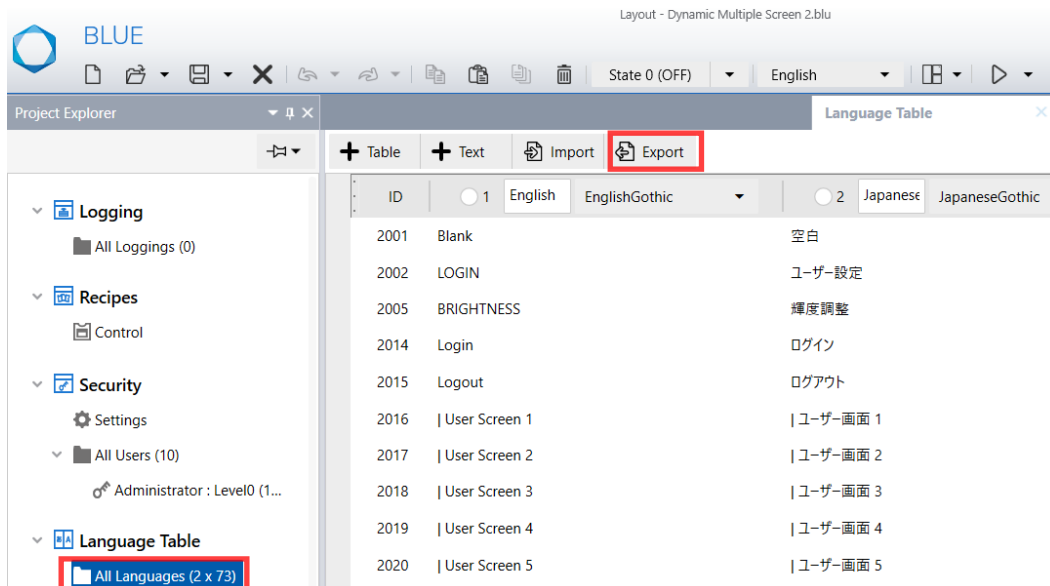 Layout - Dynamic Multiple Screen 2.blu
BLUE
State 0 (OFF) English
Project Explorer
Language Table
Table Text Import Export
ID 1 English EnglishGothic 2 Japanese JapaneseGothic
Logging
All Loggings (0)
Recipes
Control
Security
Settings
All Users (10)
Administrator : Level0 (1...
Language Table
All Languages (2 x 73)
2001 Blank 空白
2002 LOGIN ユーザー設定
2005 BRIGHTNESS 輝度調整
2014 Login ログイン
2015 Logout ログアウト
2016 | User Screen 1 | ユーザー画面 1
2017 | User Screen 2 | ユーザー画面 2
2018 | User Screen 3 | ユーザー画面 3
2019 | User Screen 4 | ユーザー画面 4
2020 | User Screen 5 | ユーザー画面 5